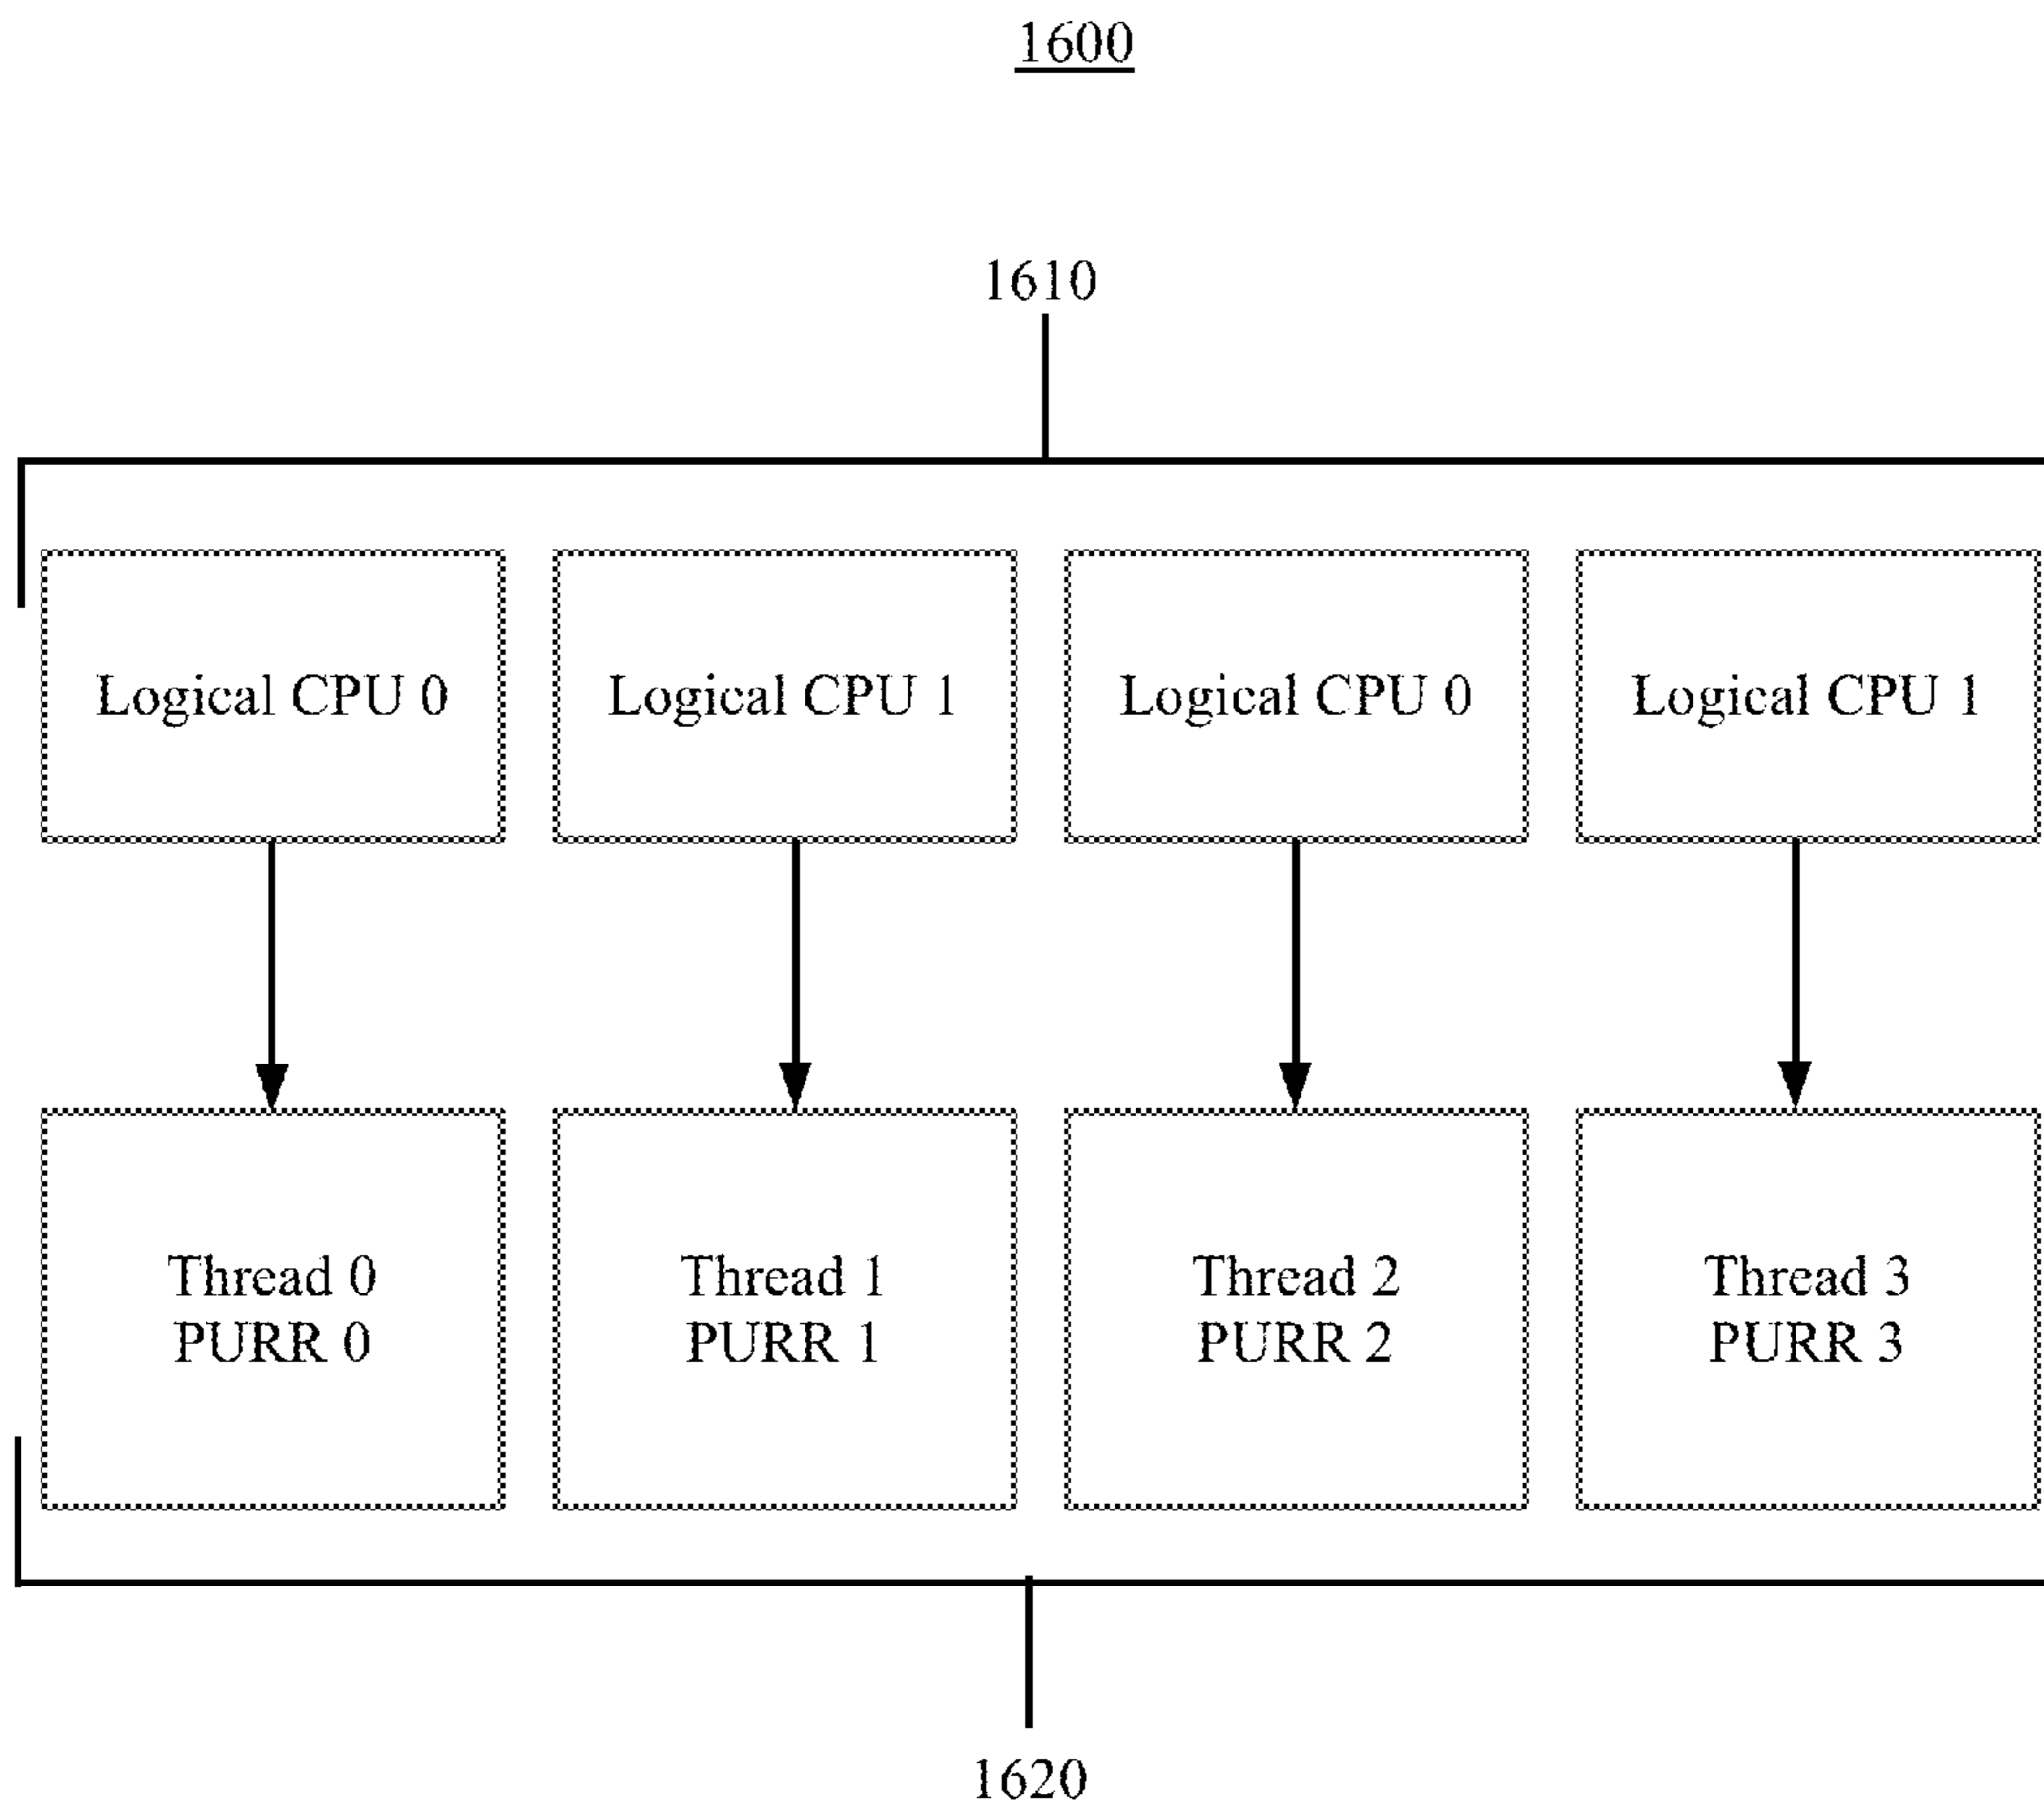 1600
1610
Logical CPU 0
Logical CPU 1
Logical CPU 0
Logical CPU 1
Thread 0
PURR 0
Thread 1
PURR 1
Thread 2
PURR 2
Thread 3
PURR 3
1620